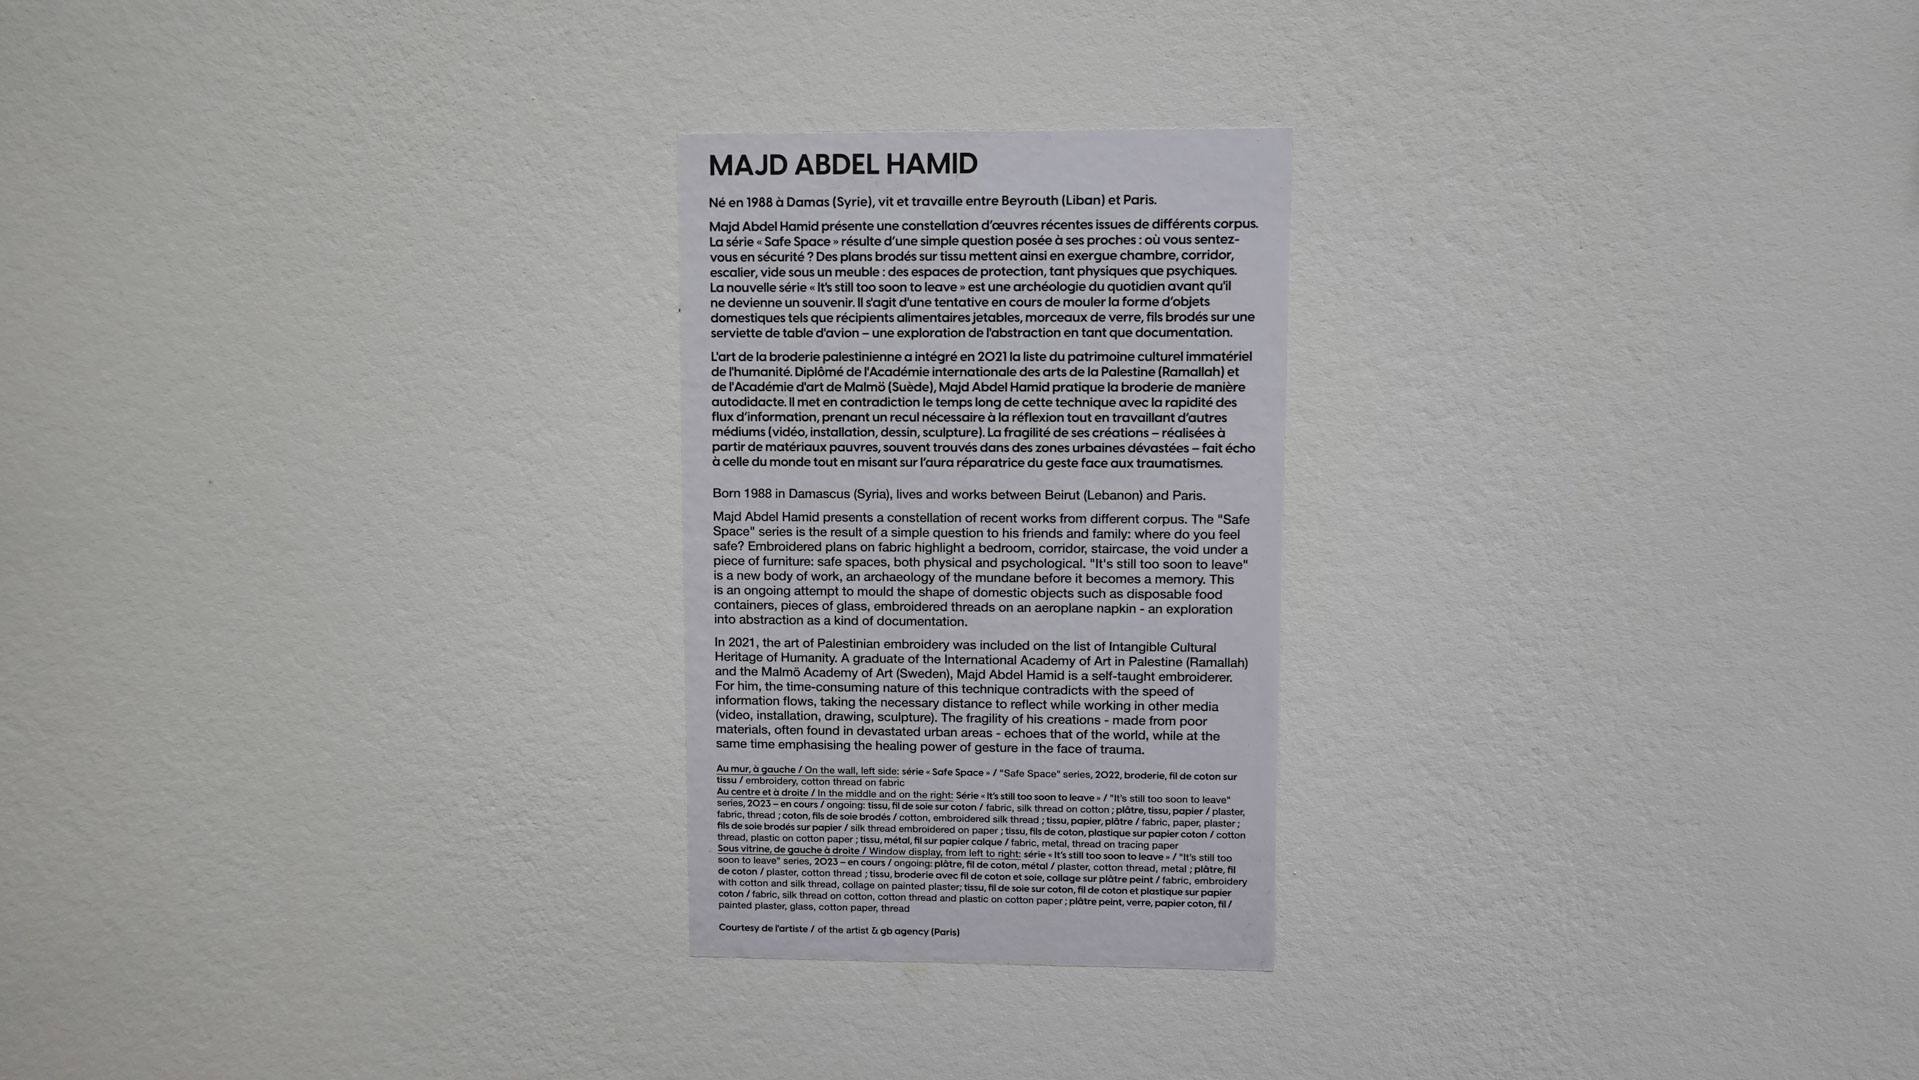 MAJD ABDEL HAMID
Né en 1988 à Damas (Syrie), vit et travaille entre Beyrouth (Liban) et Paris.
Majd Abdel Hamid présente une constellation d'œuvres récentes issues de différents corpus.
La série « Safe Space » résulte d'une simple question posée à ses proches : où vous sentez-
vous en sécurité ? Des plans brodés sur tissu mettent ainsi en exergue chambre, corridor,
escalier, vide sous un meuble : des espaces de protection, tant physiques que psychiques.
La nouvelle série « It's still too soon to leave » est une archéologie du quotidien avant qu'il
ne devienne un souvenir. Il s'agit d'une tentative en cours de mouler la forme d'objets
domestiques tels que récipients alimentaires jetables, morceaux de verre, fils brodés sur une
serviette de table d'avion – une exploration de l'abstraction en tant que documentation.
L'art de la broderie palestinienne a intégré en 2021 la liste du patrimoine culturel immatériel
de l'humanité. Diplômé de l'Académie internationale des arts de la Palestine (Ramallah) et
de l'Académie d'art de Malmö (Suède), Majd Abdel Hamid pratique la broderie de manière
autodidacte. Il met en contradiction le temps long de cette technique avec la rapidité des
flux d'information, prenant un recul nécessaire à la réflexion tout en travaillant d'autres
médiums (vidéo, installation, dessin, sculpture). La fragilité de ses créations – réalisées à
partir de matériaux pauvres, souvent trouvés dans des zones urbaines dévastées – fait écho
à celle du monde tout en misant sur l'aura réparatrice du geste face aux traumatismes.
Born 1988 in Damascus (Syria), lives and works between Beirut (Lebanon) and Paris.
Majd Abdel Hamid presents a constellation of recent works from different corpus. The "Safe
Space" series is the result of a simple question to his friends and family: where do you feel
safe? Embroidered plans on fabric highlight a bedroom, corridor, staircase, the void under a
piece of furniture: safe spaces, both physical and psychological. "It's still too soon to leave"
is a new body of work, an archaeology of the mundane before it becomes a memory. This
is an ongoing attempt to mould the shape of domestic objects such as disposable food
containers, pieces of glass, embroidered threads on an aeroplane napkin - an exploration
into abstraction as a kind of documentation.
In 2021, the art of Palestinian embroidery was included on the list of Intangible Cultural
Heritage of Humanity. A graduate of the International Academy of Art in Palestine (Ramallah)
and the Malmö Academy of Art (Sweden), Majd Abdel Hamid is a self-taught embroiderer.
For him, the time-consuming nature of this technique contradicts with the speed of
information flows, taking the necessary distance to reflect while working in other media
(video, installation, drawing, sculpture). The fragility of his creations - made from poor
materials, often found in devastated urban areas - echoes that of the world, while at the
same time emphasising the healing power of gesture in the face of trauma.
Au mur, à gauche / On the wall, left side: série « Safe Space » / "Safe Space" series, 2022, broderie, fil de coton sur
tissu / embroidery, cotton thread on fabric
Au centre et à droite / In the middle and on the right: Série « It's still too soon to leave » / "It's still too soon to leave"
series, 2023 – en cours / ongoing: tissu, fil de soie sur coton / fabric, silk thread on cotton ; plâtre, tissu, papier / plaster,
fabric, thread ; coton, fils de soie brodés / cotton, embroidered silk thread ; tissu, papier, plâtre / fabric, paper, plaster ;
fils de soie brodés sur papier / silk thread embroidered on paper ; tissu, fils de coton, plastique sur papier coton / cotton
thread, plastic on cotton paper ; tissu, métal, fil sur papier calque / fabric, metal, thread on tracing paper
Sous vitrine, de gauche à droite / Window display, from left to right: série « It's still too soon to leave » / "It's still too
soon to leave" series, 2023 – en cours / ongoing: plâtre, fil de coton, métal / plaster, cotton thread, metal ; plâtre, fil
de coton / plaster, cotton thread ; tissu, broderie avec fil de coton et soie, collage sur plâtre peint / fabric, embroidery
with cotton and silk thread, collage on painted plaster; tissu, fil de soie sur coton, fil de coton et plastique sur papier
coton / fabric, silk thread on cotton, cotton thread and plastic on cotton paper ; plâtre peint, verre, papier coton, fil /
painted plaster, glass, cotton paper, thread
Courtesy de l'artiste / of the artist & gb agency (Paris)